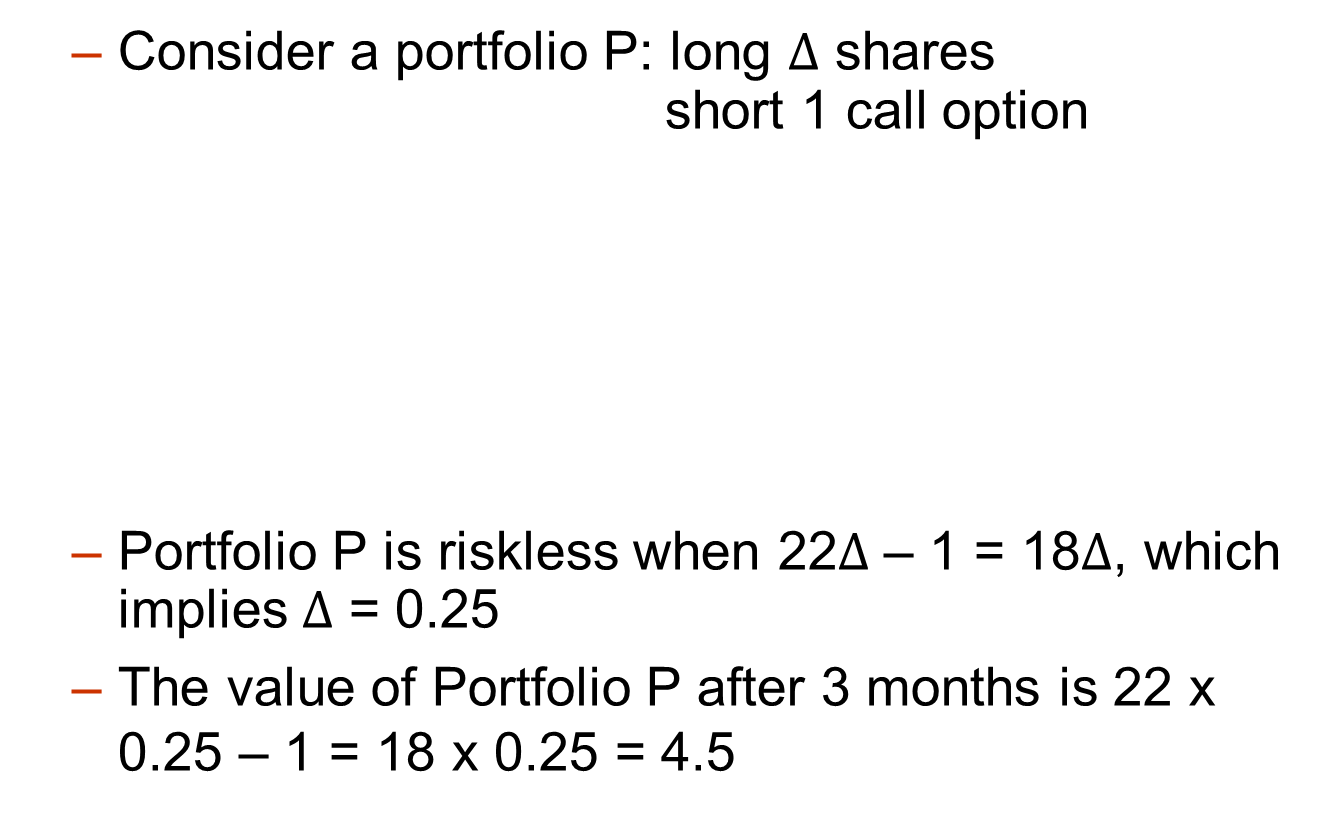 – Consider a portfolio P: long Δ shares
short 1 call option
– Portfolio P is riskless when 22Δ – 1 = 18Δ, which
implies Δ = 0.25
– The value of Portfolio P after 3 months is 22 x
0.25 – 1 = 18 x 0.25 = 4.5